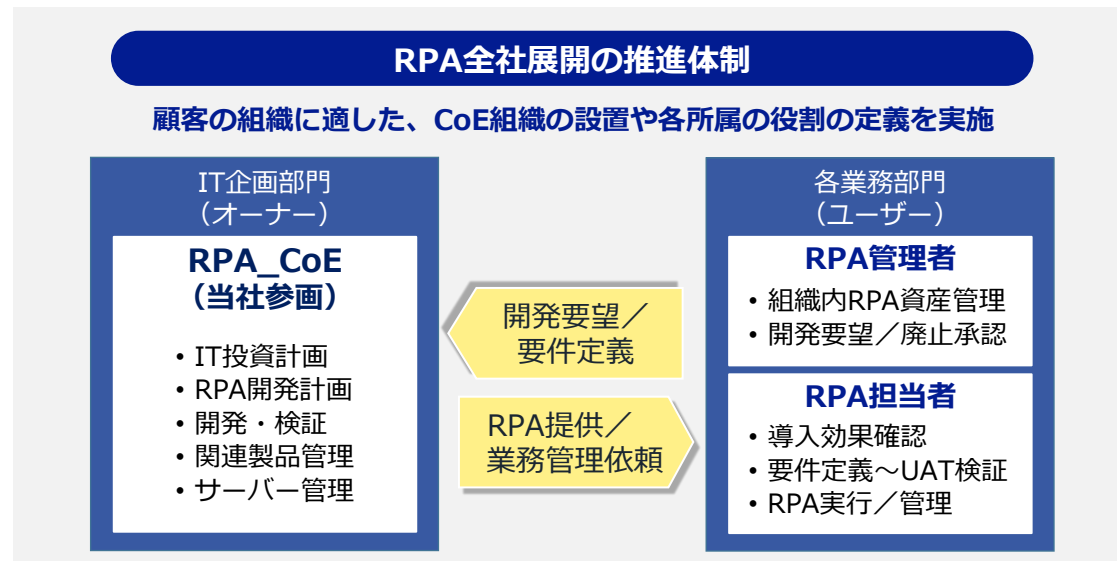 RPA全社展開の推進体制
顧客の組織に適した、CoE組織の設置や各所属の役割の定義を実施
IT企画部門
（オーナー）
RPA_CoE
（当社参画）
• IT投資計画
• RPA開発計画
• 開発・検証
• 関連製品管理
• サーバー管理
開発要望／
要件定義
RPA提供／
業務管理依頼
各業務部門
（ユーザー）
RPA管理者
• 組織内RPA資産管理
• 開発要望／廃止承認
RPA担当者
• 導入効果確認
• 要件定義～UAT検証
• RPA実行／管理